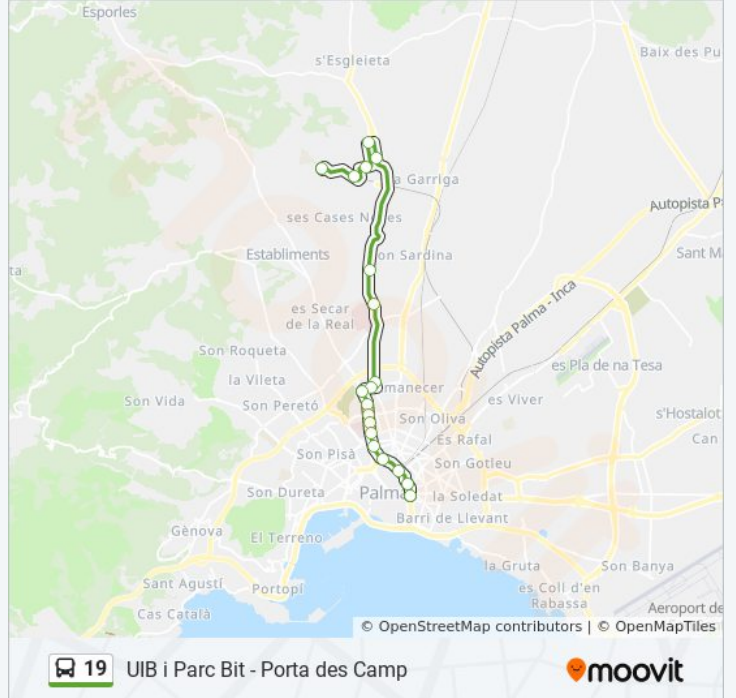 Esporles
s'Esgleieta
Baix des Pu
a Garriga
ses Cases N es
Autopista P
Establiments
on Sardina
Sant M
ta
es Secar
de la Real
Autopista Palma - Inca
Son Roqueta
es Pla de na Tesa
la Vileta
manecer
Son Vida
Son Peretó
es Viver
Son Oliva
s'Hostalot
Es Rafal
Can
Son Pisà
Son Gotleu
Son Dureta
Palma
la Soledat
Barri de Llevant
Gènova
El Terreno
la Gruta
Son Banya
Sant Agustí
Portopí
es Coll d'en
Rabassa
Cas Català
Aeroport de
© OpenStreetMap contributors | © OpenMapTiles
19 UIB i Parc Bit - Porta des Camp
moovit